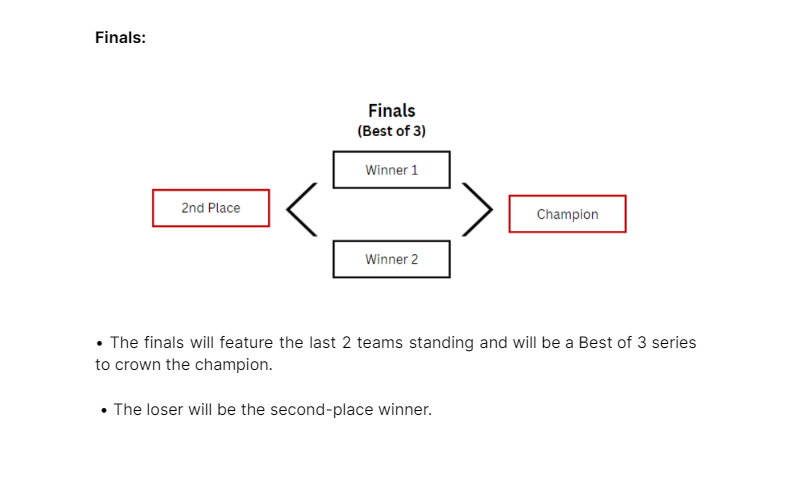 Finals:
Finals
(Best of 3)
Winner 1
2nd Place
Champion
Winner 2
• The finals will feature the last 2 teams standing and will be a Best of 3 series
to crown the champion.
• The loser will be the second-place winner.